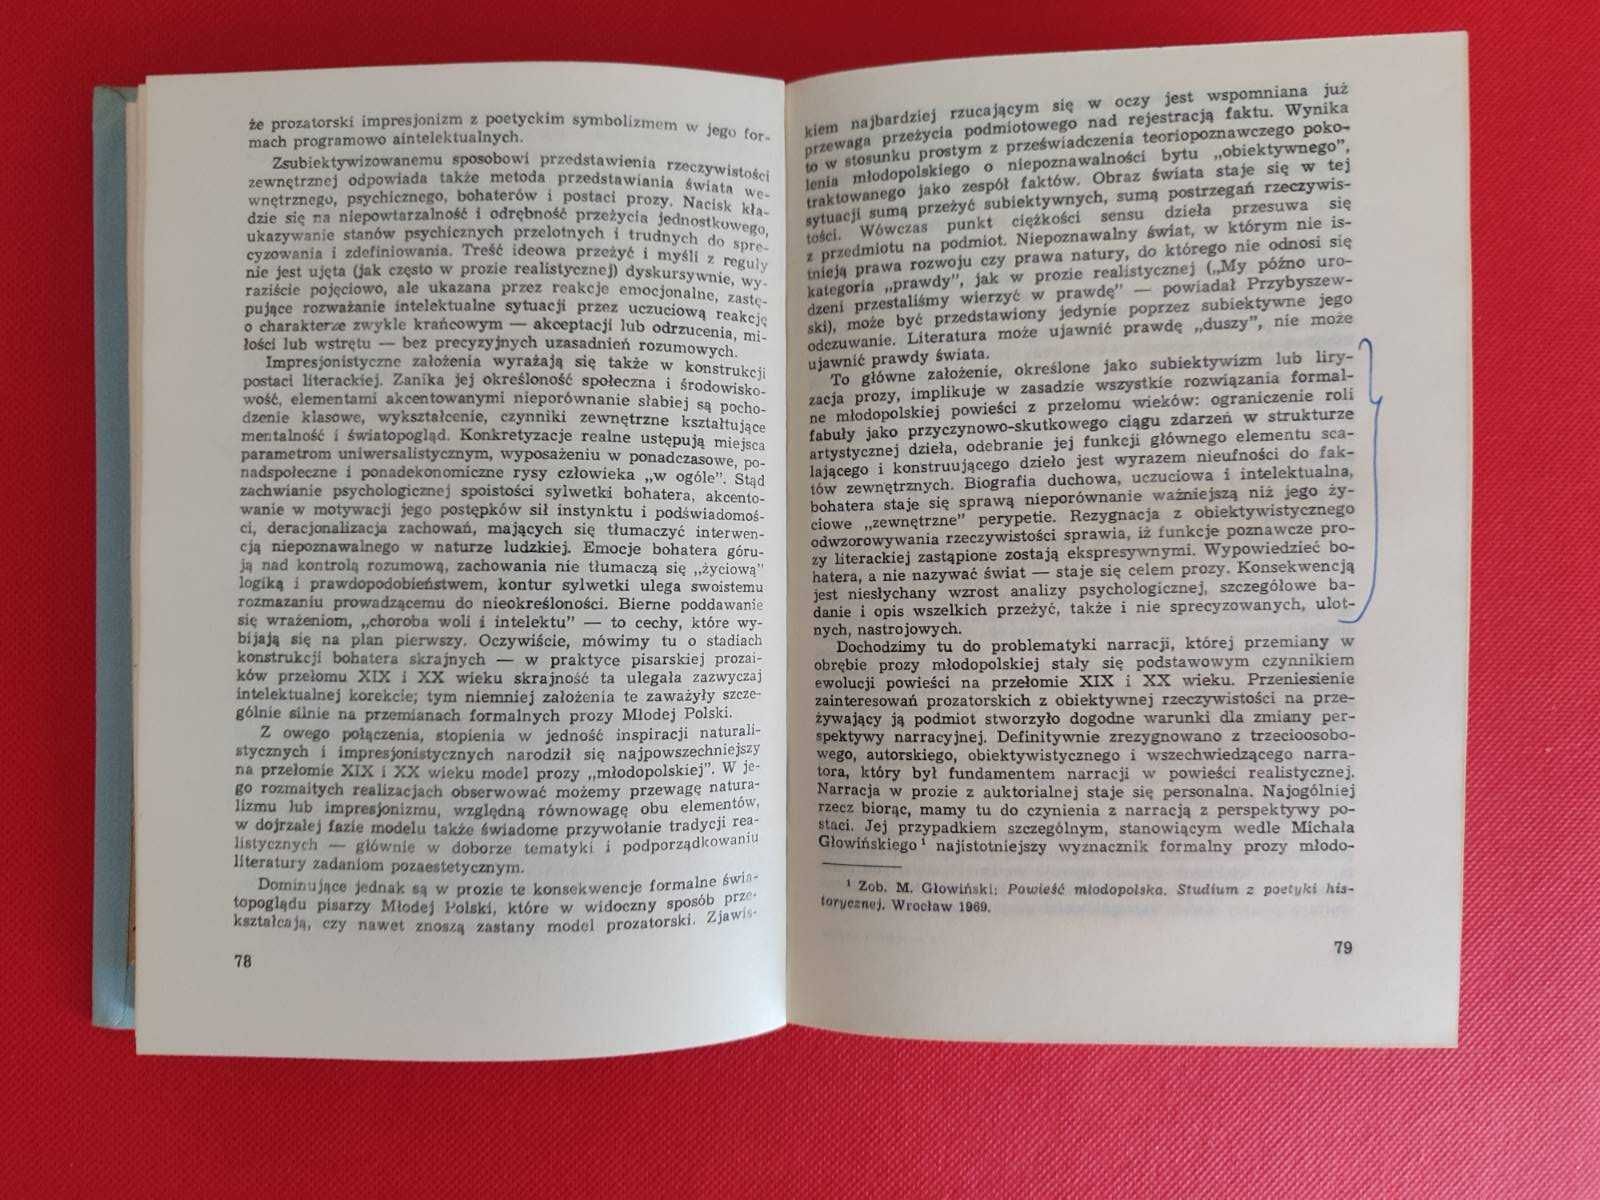 że prozatorski impresjonizm z poetyckim symbolizmem w jego for-
mach programowo aintelektualnych.
Zsubiektywizowanemu sposobowi przedstawienia rzeczywistości
zewnętrznej odpowiada także metoda przedstawiania świata we-
wnętrznego, psychicznego, bohaterów i postaci prozy. Nacisk kła-
dzie się na niepowtarzalność i odrębność przeżycia jednostkowego,
ukazywanie stanów psychicznych przelotnych i trudnych do spre-
cyzowania i zdefiniowania. Treść ideowa przeżyć i myśli z reguły
nie jest ujęta (jak często w prozie realistycznej) dyskursywnie, wy-
raziście pojęciowo, ale ukazana przez reakcje emocjonalne, zastę-
pujące rozważanie intelektualne sytuacji przez uczuciową reakcję
o charakterze zwykle krańcowym — akceptacji lub odrzucenia, mi-
łości lub wstrętu — bez precyzyjnych uzasadnień rozumowych.
Impresjonistyczne założenia wyrażają się także w konstrukcji
postaci literackiej. Zanika jej określoność społeczna i środowisko-
wość, elementami akcentowanymi nieporównanie słabiej są pocho-
dzenie klasowe, wykształcenie, czynniki zewnętrzne kształtujące
mentalność i światopogląd. Konkretyzacje realne ustępują miejsca
parametrom uniwersalistycznym, wyposażeniu w ponadczasowe, po-
nadspołeczne i ponadekonomiczne rysy człowieka „w ogóle”. Stąd
zachwianie psychologicznej spoistości sylwetki bohatera, akcento-
wanie w motywacji jego postępków sił instynktu i podświadomoś-
ci, deracjonalizacja zachowań, mających się tłumaczyć interwen-
cją niepoznawalnego w naturze ludzkiej. Emocje bohatera góru-
ją nad kontrolą rozumową, zachowania nie tłumaczą się „życiową”
logiką i prawdopodobieństwem, kontur sylwetki ulega swoistemu
rozmazaniu prowadzącemu do nieokreśloności. Bierne poddawanie
się wrażeniom, „choroba woli i intelektu” — to cechy, które wy-
bijają się na plan pierwszy. Oczywiście, mówimy tu o stadiach
konstrukcji bohatera skrajnych — w praktyce pisarskiej prozai-
ków przełomu XIX i XX wieku skrajność ta ulegała zazwyczaj
intelektualnej korekcie; tym niemniej założenia te zaważyły szcze-
gólnie silnie na przemianach formalnych prozy Młodej Polski.
Z owego połączenia, stopienia w jedność inspiracji naturali-
stycznych i impresjonistycznych narodził się najpowszechniejszy
na przełomie XIX i XX wieku model prozy „młodopolskiej”. W je-
go rozmaitych realizacjach obserwować możemy przewagę natura-
lizmu lub impresjonizmu, względną równowagę obu elementów,
w dojrzałej fazie modelu także świadome przywołanie tradycji rea-
listycznych — głównie w doborze tematyki i podporządkowaniu
literatury zadaniom pozaestetycznym.
Dominujące jednak są w prozie te konsekwencje formalne świa-
topoglądu pisarzy Młodej Polski, które w widoczny sposób prze-
kształcają, czy nawet znoszą zastany model prozatorski. Zjawis-
78
kiem najbardziej rzucającym się w oczy jest wspomniana już
przewaga przeżycia podmiotowego nad rejestracją faktu. Wynika
to w stosunku prostym z przeświadczenia teoriopoznawczego poko-
lenia młodopolskiego o niepoznawalności bytu „obiektywnego”,
traktowanego jako zespół faktów. Obraz świata staje się w tej
sytuacji sumą przeżyć subiektywnych, sumą postrzegań rzeczywis-
tości. Wówczas punkt ciężkości sensu dzieła przesuwa się
z przedmiotu na podmiot. Niepoznawalny świat, w którym nie is-
tnieją prawa rozwoju czy prawa natury, do którego nie odnosi się
kategoria „prawdy”, jak w prozie realistycznej („My późno uro-
dzeni przestaliśmy wierzyć w prawdę” — powiadał Przybyszew-
ski), może być przedstawiony jedynie poprzez subiektywne jego
odczuwanie. Literatura może ujawnić prawdę „duszy”, nie może
ujawnić prawdy świata.
To główne założenie, określone jako subiektywizm lub liry-
zacja prozy, implikuje w zasadzie wszystkie rozwiązania formal-
ne młodopolskiej powieści z przełomu wieków: ograniczenie roli
fabuły jako przyczynowo-skutkowego ciągu zdarzeń w strukturze
artystycznej dzieła, odebranie jej funkcji głównego elementu sca-
lającego i konstruującego dzieło jest wyrazem nieufności do fak-
tów zewnętrznych. Biografia duchowa, uczuciowa i intelektualna,
bohatera staje się sprawą nieporównanie ważniejszą niż jego ży-
ciowe „zewnętrzne” perypetie. Rezygnacja z obiektywistycznego
odwzorowywania rzeczywistości sprawia, iż funkcje poznawcze pro-
zy literackiej zastąpione zostają ekspresywnymi. Wypowiedzieć bo-
hatera, a nie nazywać świat — staje się celem prozy. Konsekwencją
jest niesłychany wzrost analizy psychologicznej, szczegółowe ba-
danie i opis wszelkich przeżyć, także i nie sprecyzowanych, ulot-
nych, nastrojowych.
Dochodzimy tu do problematyki narracji, której przemiany w
obrębie prozy młodopolskiej stały się podstawowym czynnikiem
ewolucji powieści na przełomie XIX i XX wieku. Przeniesienie
zainteresowań prozatorskich z obiektywnej rzeczywistości na prze-
żywający ją podmiot stworzyło dogodne warunki dla zmiany per-
spektywy narracyjnej. Definitywnie zrezygnowano z trzecioosobo-
wego, autorskiego, obiektywistycznego i wszechwiedzącego narra-
tora, który był fundamentem narracji w powieści realistycznej.
Narracja w prozie z auktorialnej staje się personalna. Najogólniej
rzecz biorąc, mamy tu do czynienia z narracją z perspektywy po-
staci. Jej przypadkiem szczególnym, stanowiącym wedle Michała
Głowińskiego ¹ najistotniejszy wyznacznik formalny prozy młodo-
¹ Zob. M. Głowiński: Powieść młodopolska. Studium z poetyki his-
torycznej. Wrocław 1969.
79